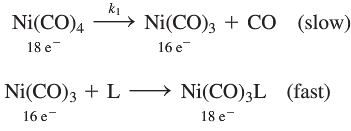 k₁
Ni(CO)₄ ⟶ Ni(CO)₃ + CO (slow)
18 e⁻ 16 e⁻
Ni(CO)₃ + L ⟶ Ni(CO)₃L (fast)
16 e⁻ 18 e⁻